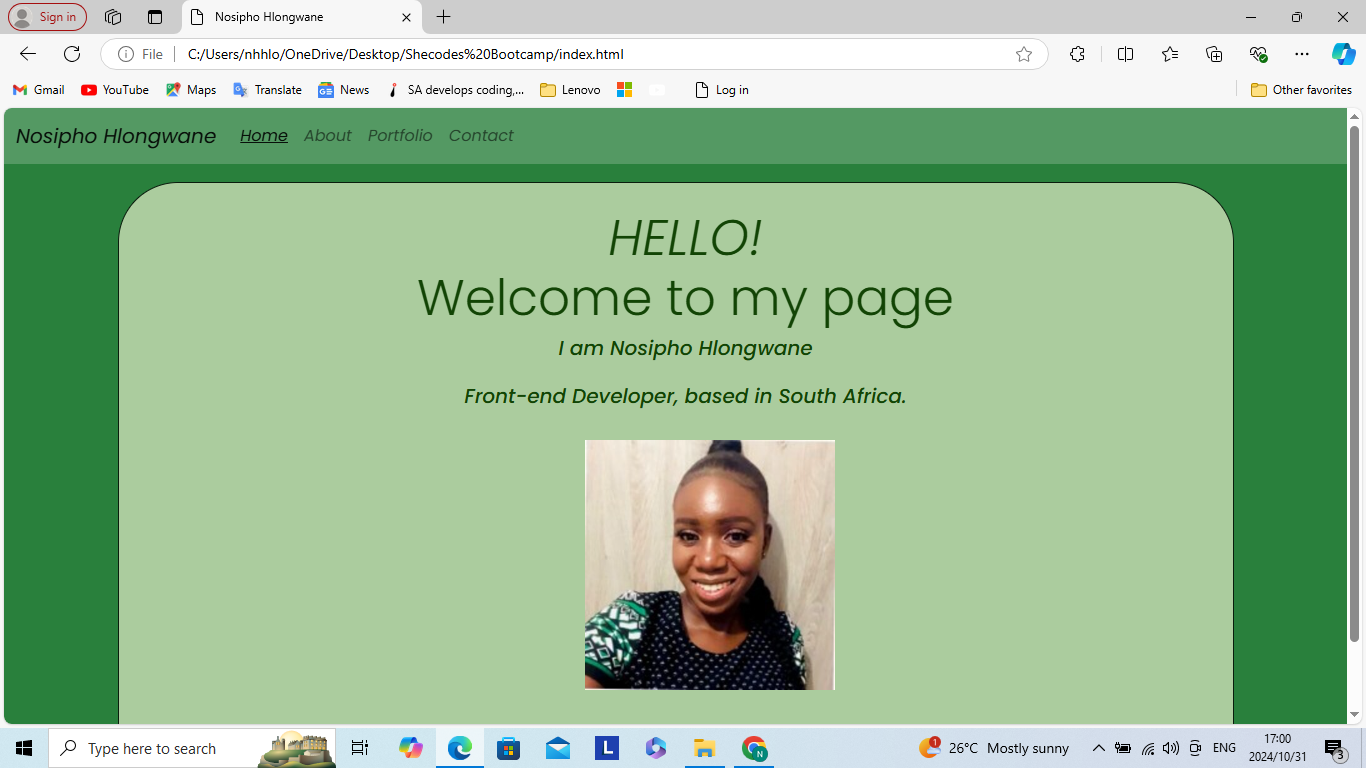 Sign in
Nosipho Hlongwane
File
C:/Users/nhhlo/OneDrive/Desktop/Shecodes%20Bootcamp/index.html
Gmail YouTube Maps Translate News SA develops coding,... Lenovo Log in Other favorites
Nosipho Hlongwane Home About Portfolio Contact
HELLO!
Welcome to my page
I am Nosipho Hlongwane
Front-end Developer, based in South Africa.
Type here to search
L
N
1
26°C Mostly sunny
ENG
17:00
2024/10/31
3